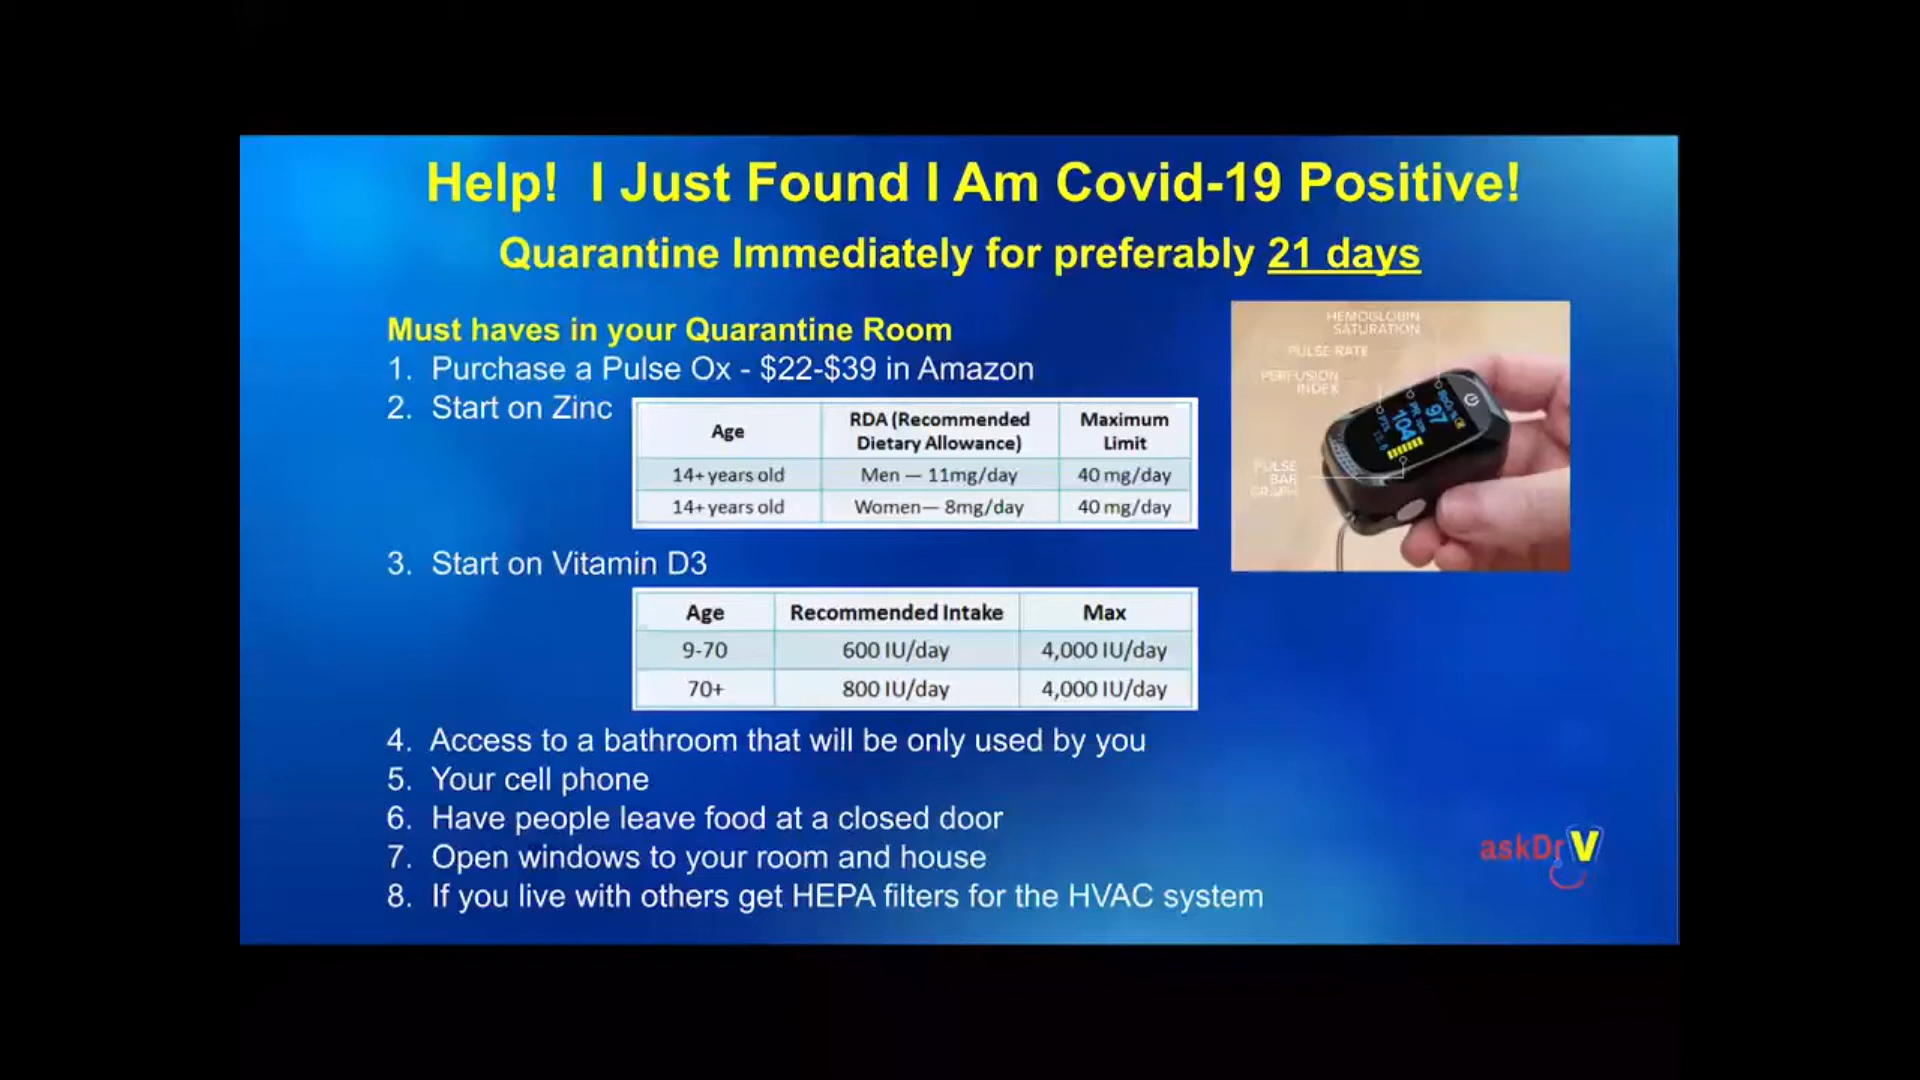 Help! I Just Found I Am Covid-19 Positive!
Quarantine Immediately for preferably 21 days
Must haves in your Quarantine Room
1. Purchase a Pulse Ox - $22-$39 in Amazon
2. Start on Zinc
Age RDA (Recommended Dietary Allowance) Maximum Limit
14+ years old Men — 11mg/day 40 mg/day
14+ years old Women— 8mg/day 40 mg/day
3. Start on Vitamin D3
Age Recommended Intake Max
9-70 600 IU/day 4,000 IU/day
70+ 800 IU/day 4,000 IU/day
4. Access to a bathroom that will be only used by you
5. Your cell phone
6. Have people leave food at a closed door
7. Open windows to your room and house
8. If you live with others get HEPA filters for the HVAC system
HEMOGLOBIN
SATURATION
PULSE RATE
PERFUSION
INDEX
PULSE
BAR
GRAPH
97
104
askDrV